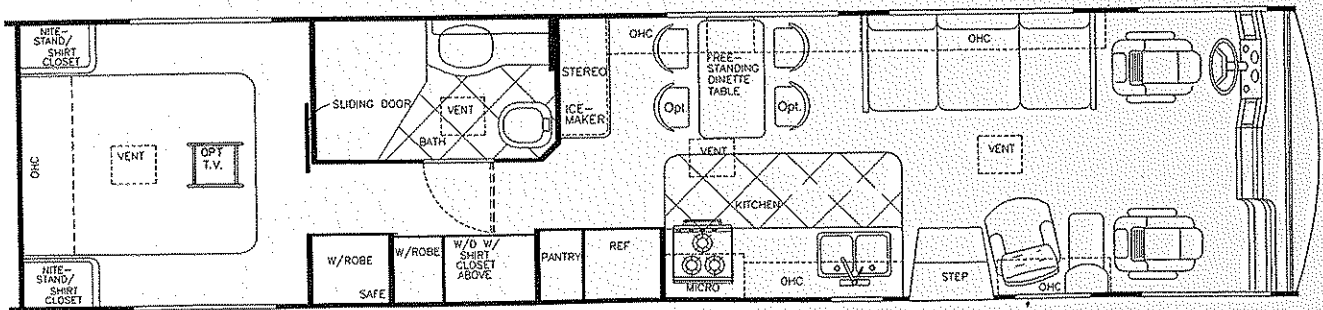 NITE-
STAND/
SHIRT
CLOSET
OHC
VENT
OPT
T.V.
NITE-
STAND/
SHIRT
CLOSET
SLIDING DOOR
VENT
BATH
STEREO
ICE-
MAKER
OHC
FREE-
STANDING
DINETTE
TABLE
Opt.
Opt.
OHC
VENT
VENT
KITCHEN
W/ROBE
SAFE
W/ROBE
W/D W/
SHIRT
CLOSET
ABOVE
PANTRY
REF
MICRO
OHC
STEP
OHC